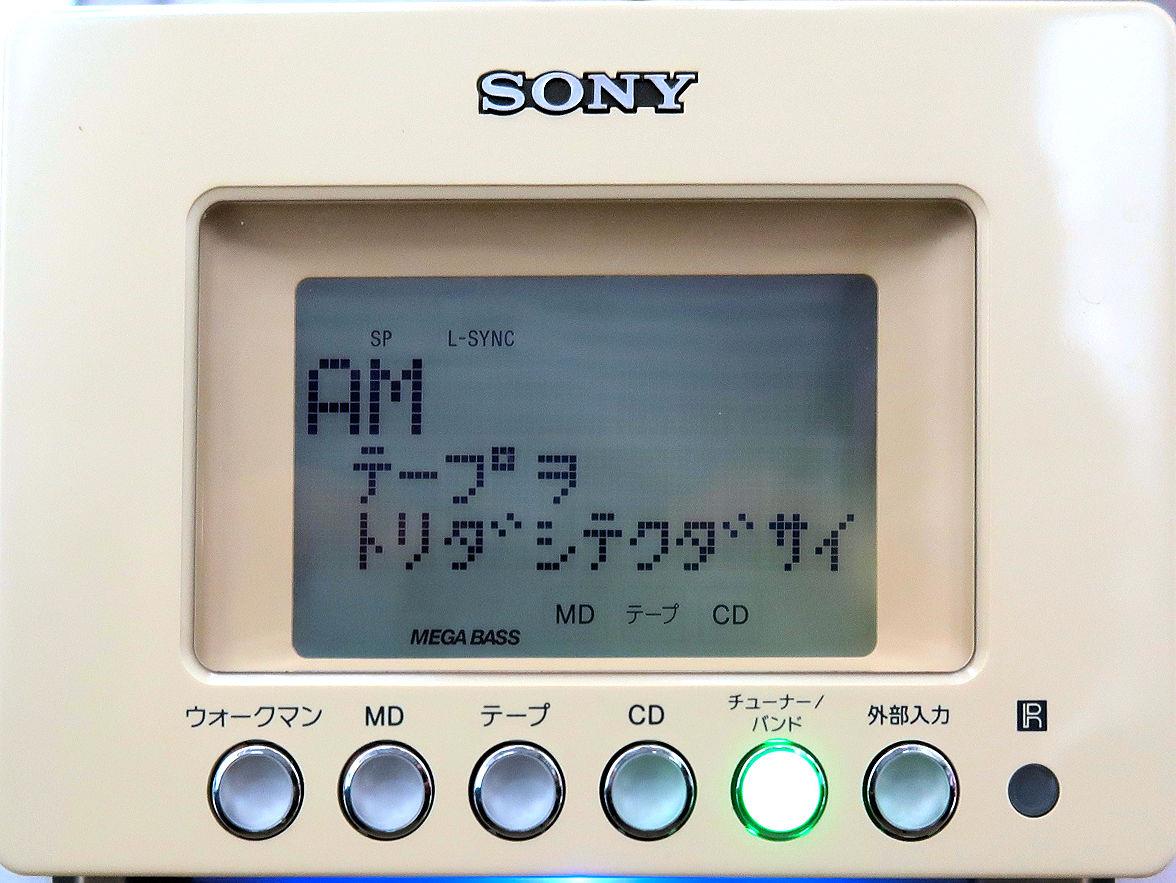 SONY
SP L-SYNC
AM
テープヲ
トリダシテクダサイ
MD テープ CD
MEGA BASS
ウォークマン MD テープ CD チューナー/
バンド 外部入力 R